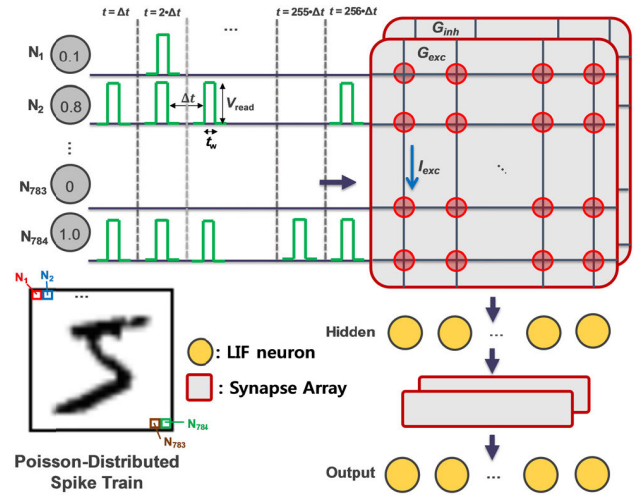 t = Δt t=2•Δt ... t=255•Δt t=256•Δt
G_inh
G_exc
N_1 0.1
N_2 0.8
Δt
V_read
t_w
⋮
I_exc
⋱
N_783 0
N_784 1.0
N_1 N_2 ...
N_783
N_784
Poisson-Distributed
Spike Train
: LIF neuron
: Synapse Array
Hidden ...
Output ...